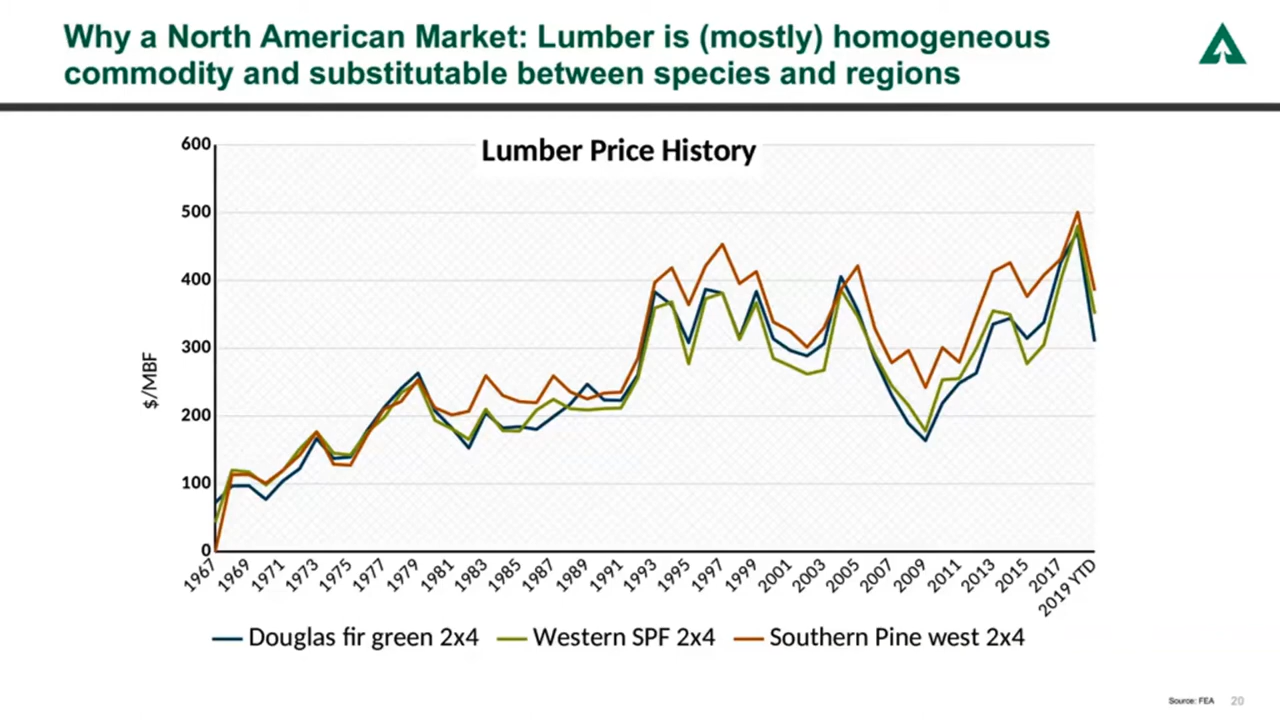 Why a North American Market: Lumber is (mostly) homogeneous
commodity and substitutable between species and regions
Lumber Price History
$/MBF
600
500
400
300
200
100
0
1967 1969 1971 1973 1975 1977 1979 1981 1983 1985 1987 1989 1991 1993 1995 1997 1999 2001 2003 2005 2007 2009 2011 2013 2015 2017 2019 YTD
Douglas fir green 2x4 Western SPF 2x4 Southern Pine west 2x4
Source: FEA 20